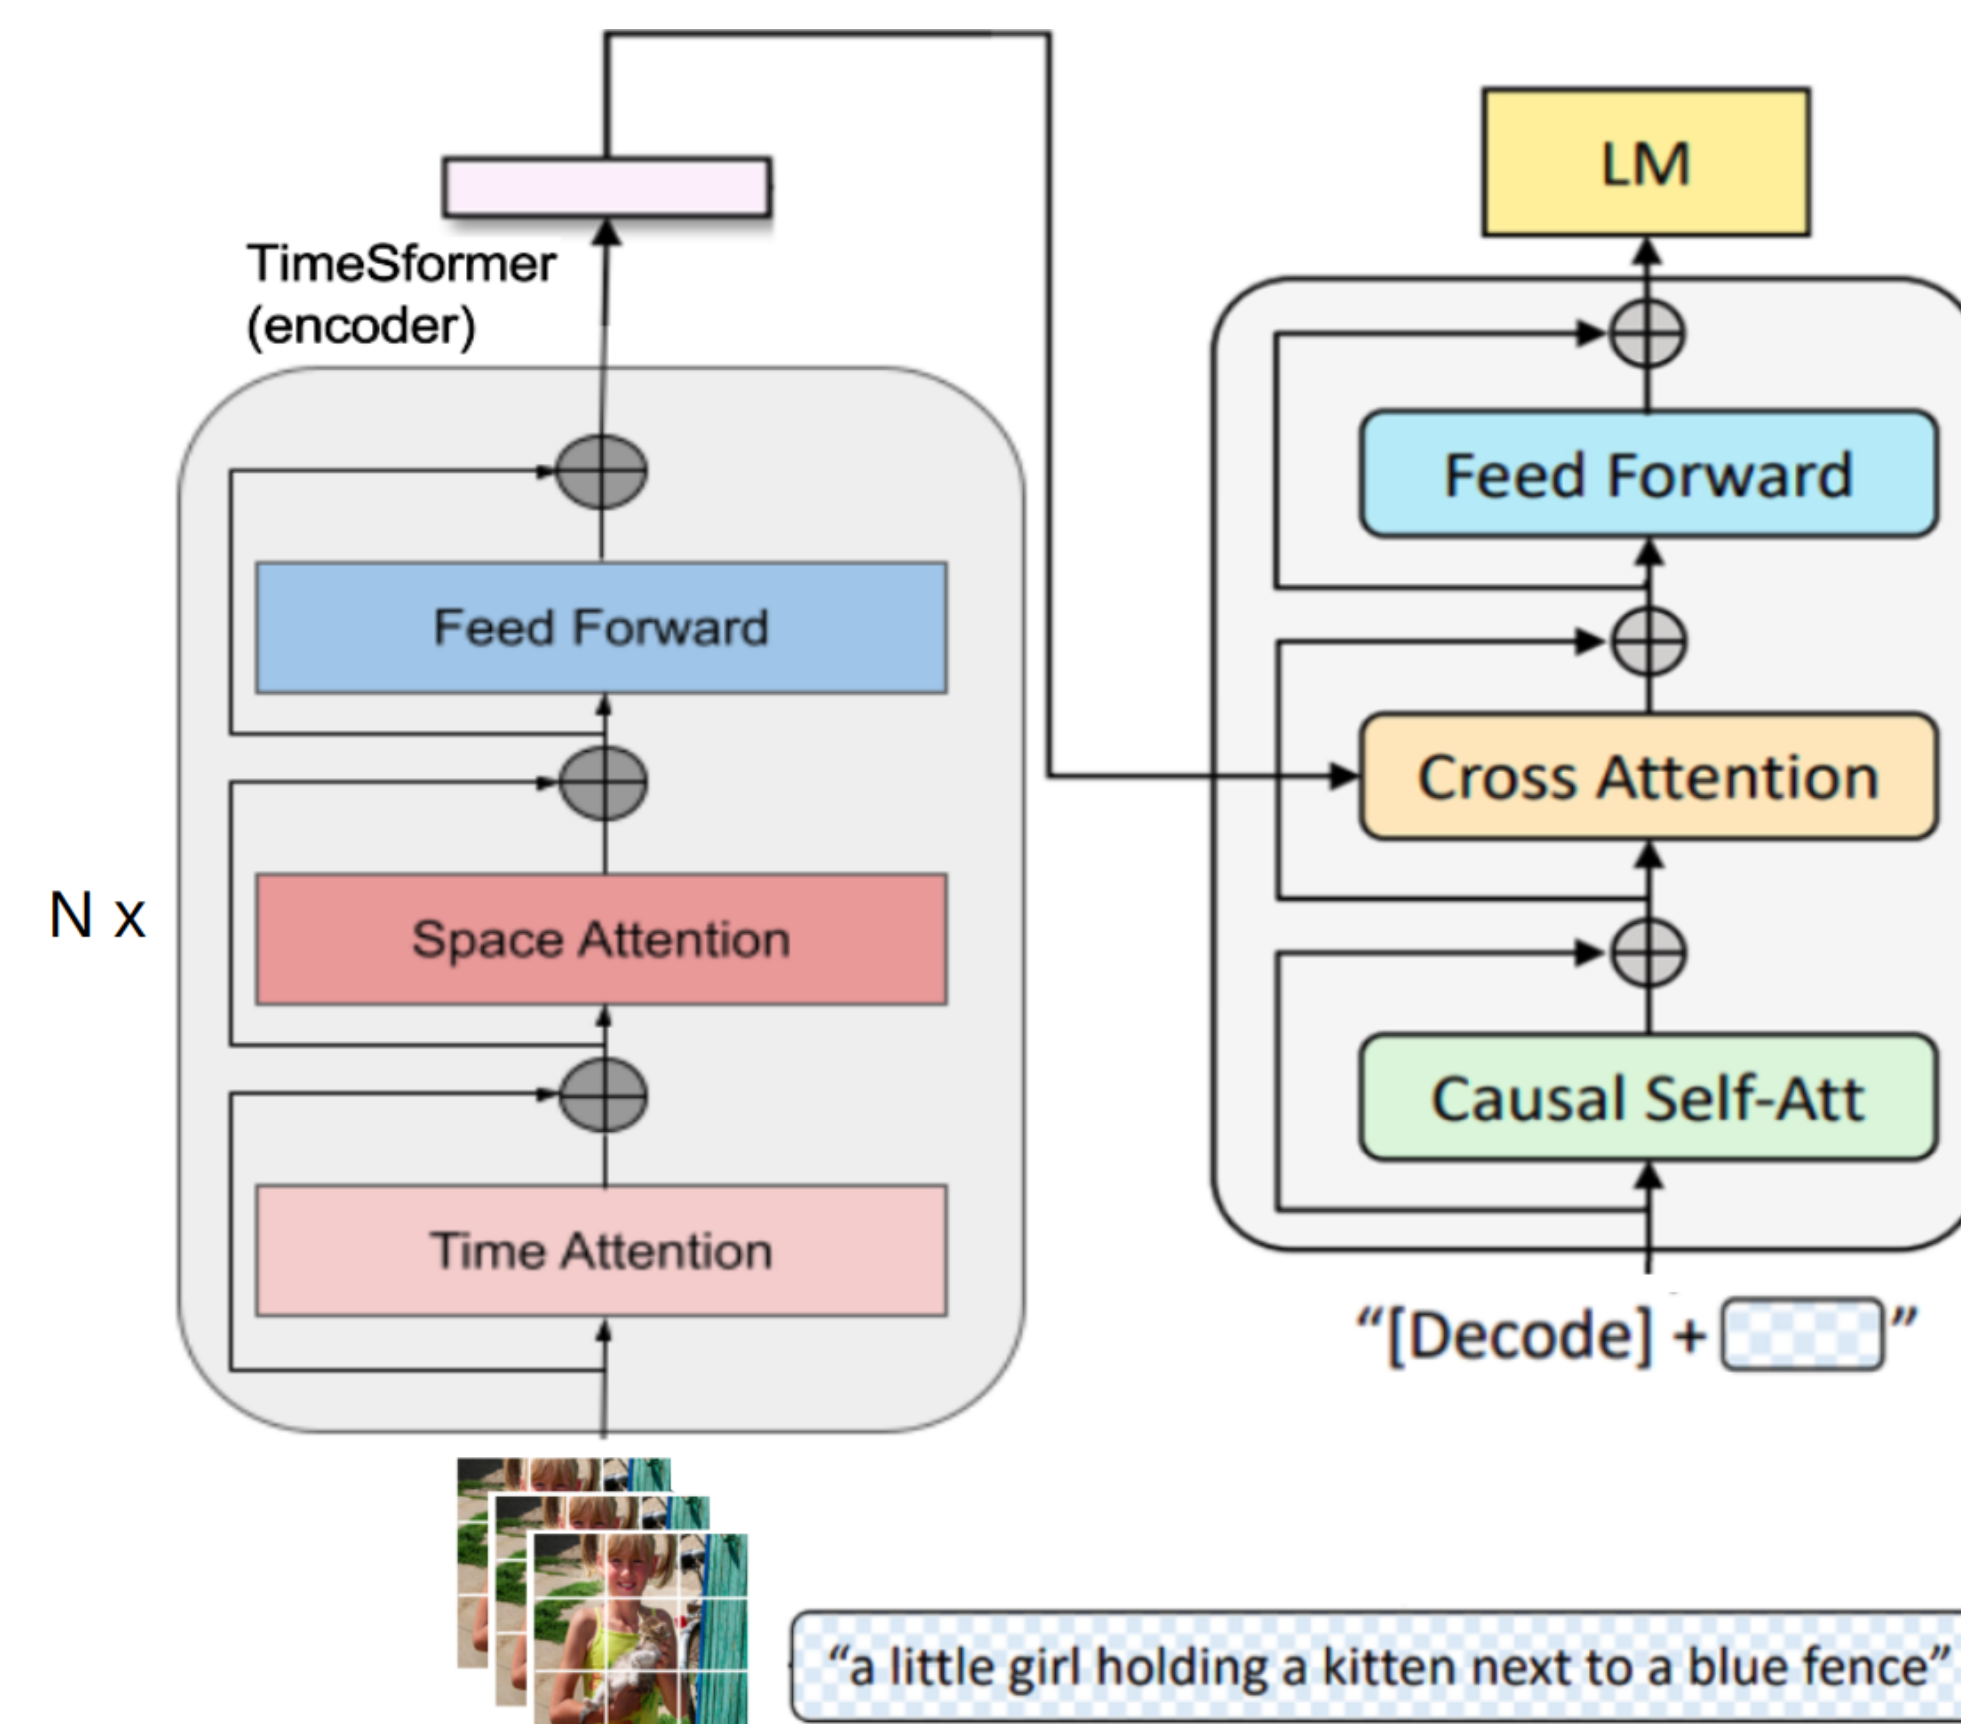 TimeSformer
(encoder)
N x
Feed Forward
Space Attention
Time Attention
LM
Feed Forward
Cross Attention
Causal Self-Att
“[Decode] + ”
“a little girl holding a kitten next to a blue fence”